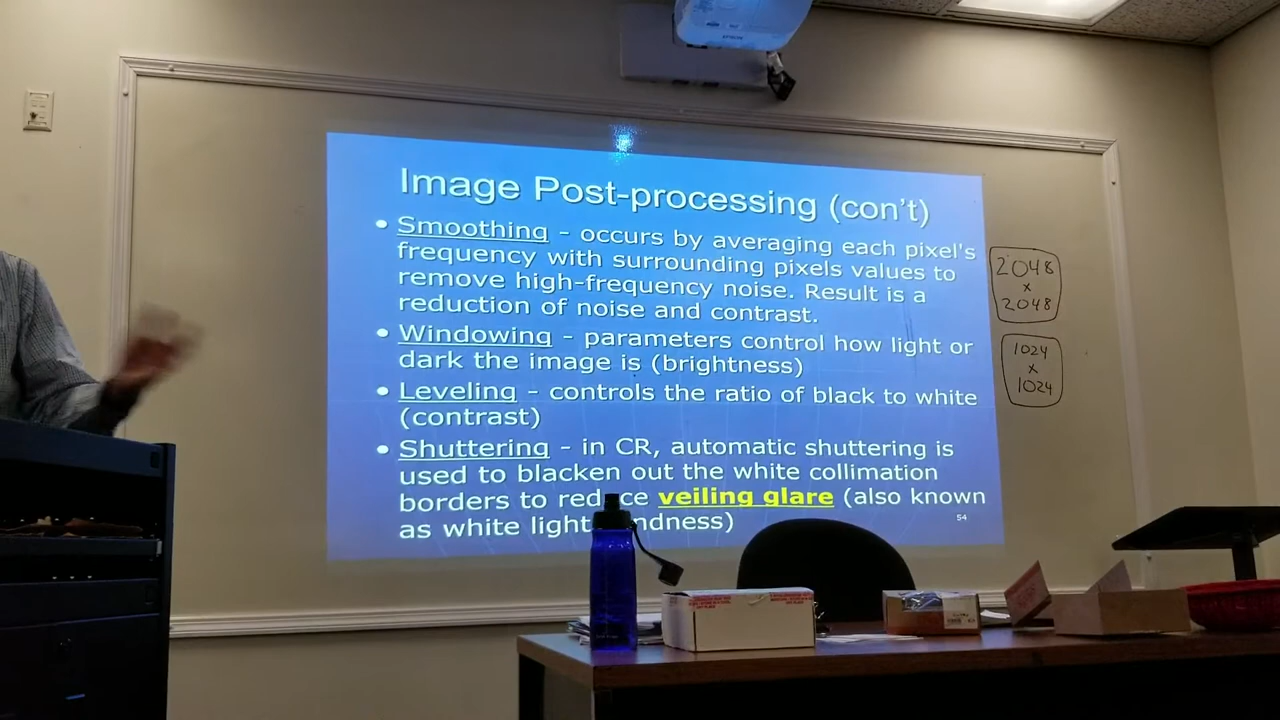 Image Post-processing (con't)
• Smoothing - occurs by averaging each pixel's
frequency with surrounding pixels values to
remove high-frequency noise. Result is a
reduction of noise and contrast.
• Windowing - parameters control how light or
dark the image is (brightness)
• Leveling - controls the ratio of black to white
(contrast)
• Shuttering - in CR, automatic shuttering is
used to blacken out the white collimation
borders to reduce veiling glare (also known
as white light
54
2048
x
2048
1024
x
1024